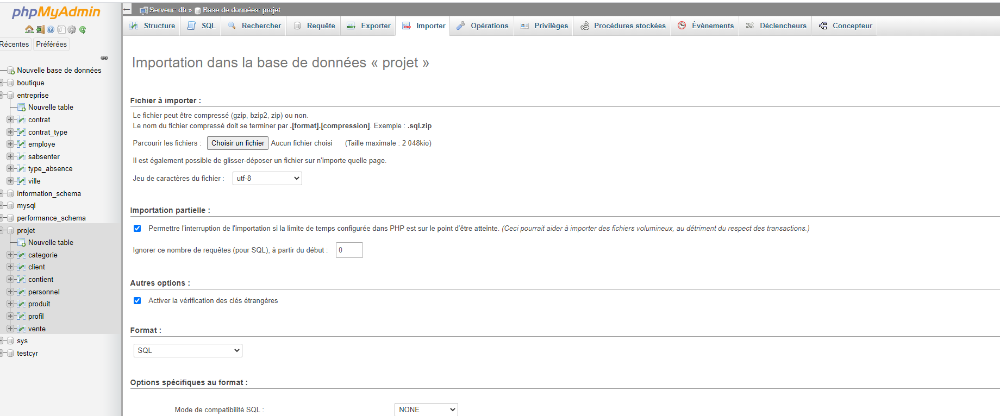 phpMyAdmin
Récentes Préférées
Nouvelle base de données
boutique
entreprise
Nouvelle table
contrat
contrat_type
employe
sabsenter
type_absence
ville
information_schema
mysql
performance_schema
projet
Nouvelle table
categorie
client
contient
personnel
produit
profil
vente
sys
testcyr
Serveur: db » Base de données: projet
Structure SQL Rechercher Requête Exporter Importer Opérations Privilèges Procédures stockées Évènements Déclencheurs Concepteur
Importation dans la base de données « projet »
Fichier à importer :
Le fichier peut être compressé (gzip, bzip2, zip) ou non.
Le nom du fichier compressé doit se terminer par .[format].[compression]. Exemple : .sql.zip
Parcourir les fichiers : Choisir un fichier Aucun fichier choisi (Taille maximale : 2 048kio)
Il est également possible de glisser-déposer un fichier sur n'importe quelle page.
Jeu de caractères du fichier : utf-8
Importation partielle :
Permettre l'interruption de l'importation si la limite de temps configurée dans PHP est sur le point d'être atteinte. (Ceci pourrait aider à importer des fichiers volumineux, au détriment du respect des transactions.)
Ignorer ce nombre de requêtes (pour SQL), à partir du début : 0
Autres options :
Activer la vérification des clés étrangères
Format :
SQL
Options spécifiques au format :
Mode de compatibilité SQL : NONE